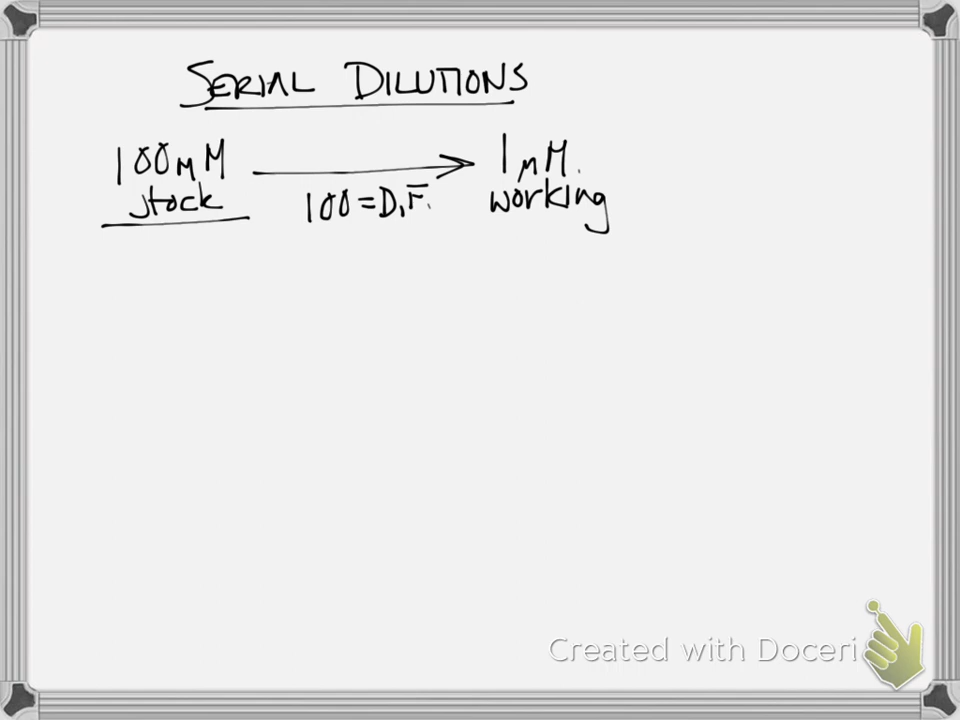 SERIAL DILUTIONS
100mM 100 = D.F. 1mM.
stock working
Created with Doceri